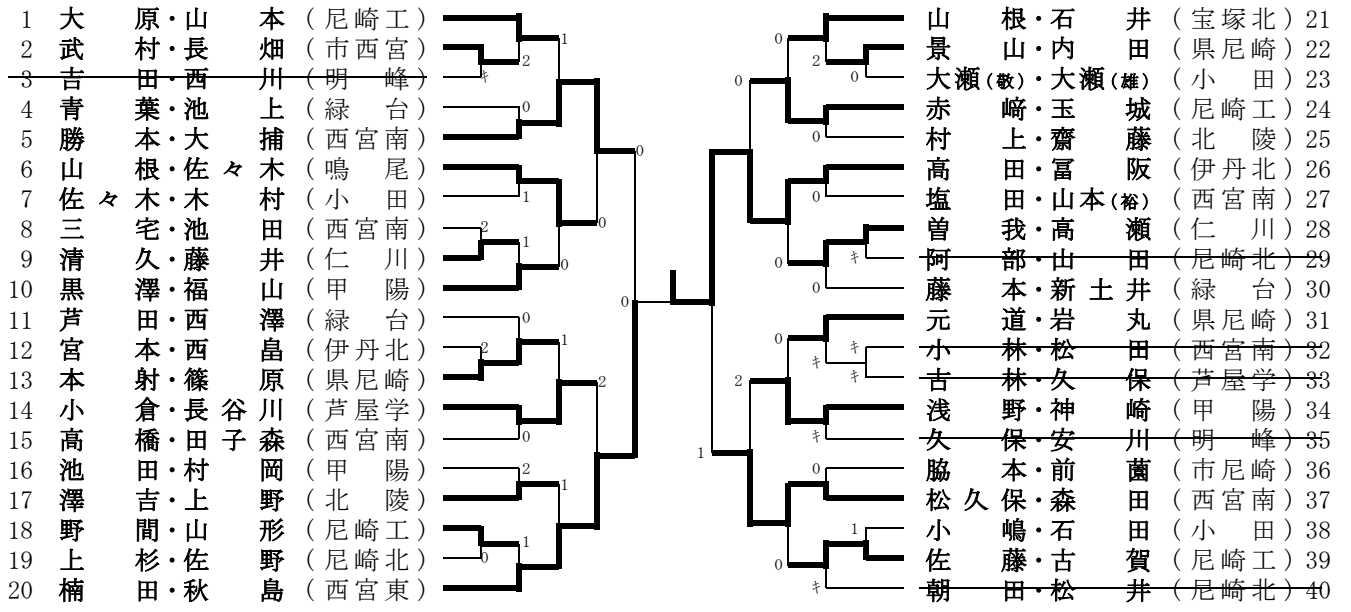 1 大原・山本 (尼崎工)
2 武村・長畑 (市西宮)
3 吉田・西川 (明峰)
4 青葉・池上 (緑台)
5 勝本・大捕 (西宮南)
6 山根・佐々木 (鳴尾)
7 佐々木・木村 (小田)
8 三宅・池田 (西宮南)
9 清久・藤井 (仁川)
10 黒澤・福山 (甲陽)
11 芦田・西澤 (緑台)
12 宮本・西畠 (伊丹北)
13 本射・篠原 (県尼崎)
14 小倉・長谷川 (芦屋学)
15 高橋・田子森 (西宮南)
16 池田・村岡 (甲陽)
17 澤吉・上野 (北陵)
18 野間・山形 (尼崎工)
19 上杉・佐野 (尼崎北)
20 楠田・秋島 (西宮東)
1
2
キ
0
0
1
0
2
1
0
0
0
2
1
2
0
2
1
1
0
0
山根・石井 (宝塚北) 21
景山・内田 (県尼崎) 22
大瀬(敬)・大瀬(雄) (小田) 23
赤﨑・玉城 (尼崎工) 24
村上・齋藤 (北陵) 25
高田・冨阪 (伊丹北) 26
塩田・山本(裕) (西宮南) 27
曽我・高瀬 (仁川) 28
阿部・山田 (尼崎北) 29
藤本・新土井 (緑台) 30
元道・岩丸 (県尼崎) 31
小林・松田 (西宮南) 32
古林・久保 (芦屋学) 33
浅野・神崎 (甲陽) 34
久保・安川 (明峰) 35
脇本・前薗 (市尼崎) 36
松久保・森田 (西宮南) 37
小嶋・石田 (小田) 38
佐藤・古賀 (尼崎工) 39
朝田・松井 (尼崎北) 40
0
2
0
0
0
0
0
キ
0
0
キ
キ
2
キ
1
0
0
1
0
キ